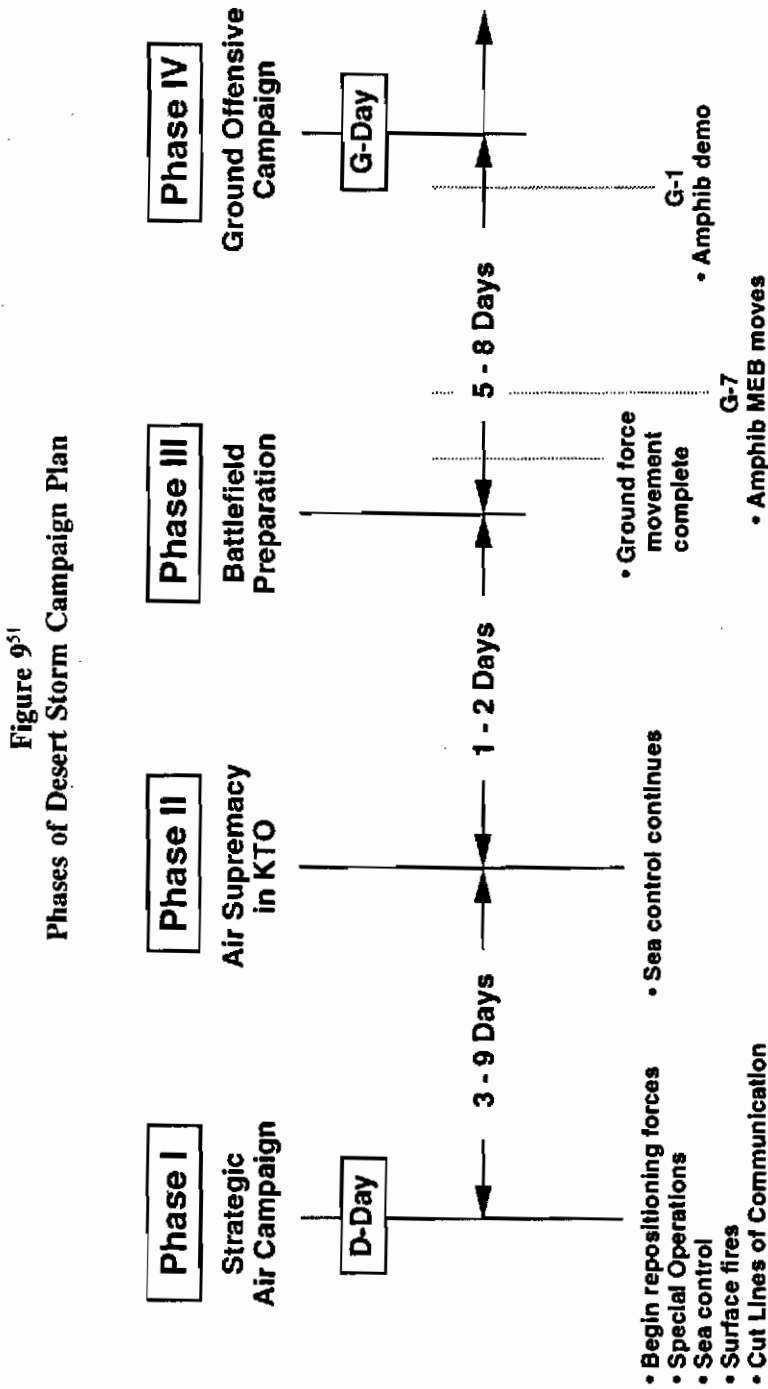 Figure 9⁵¹
Phases of Desert Storm Campaign Plan
Phase I
Strategic
Air Campaign
D-Day
3 - 9 Days
• Begin repositioning forces
• Special Operations
• Sea control
• Surface fires
• Cut Lines of Communication
Phase II
Air Supremacy
in KTO
1 - 2 Days
• Sea control continues
Phase III
Battlefield
Preparation
5 - 8 Days
• Ground force
movement
complete
G-7
• Amphib MEB moves
Phase IV
Ground Offensive
Campaign
G-Day
G-1
• Amphib demo